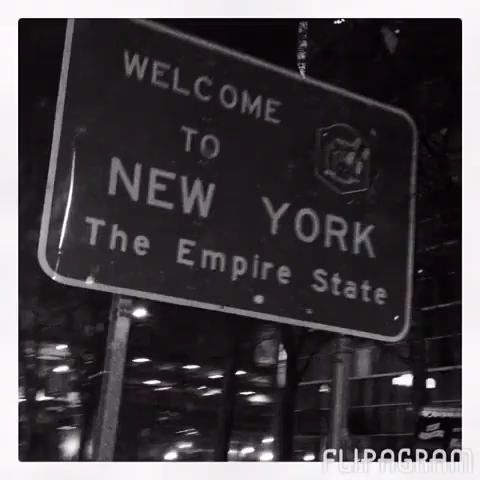 WELCOME
TO
NEW YORK
The Empire State
FLIPAGRAM